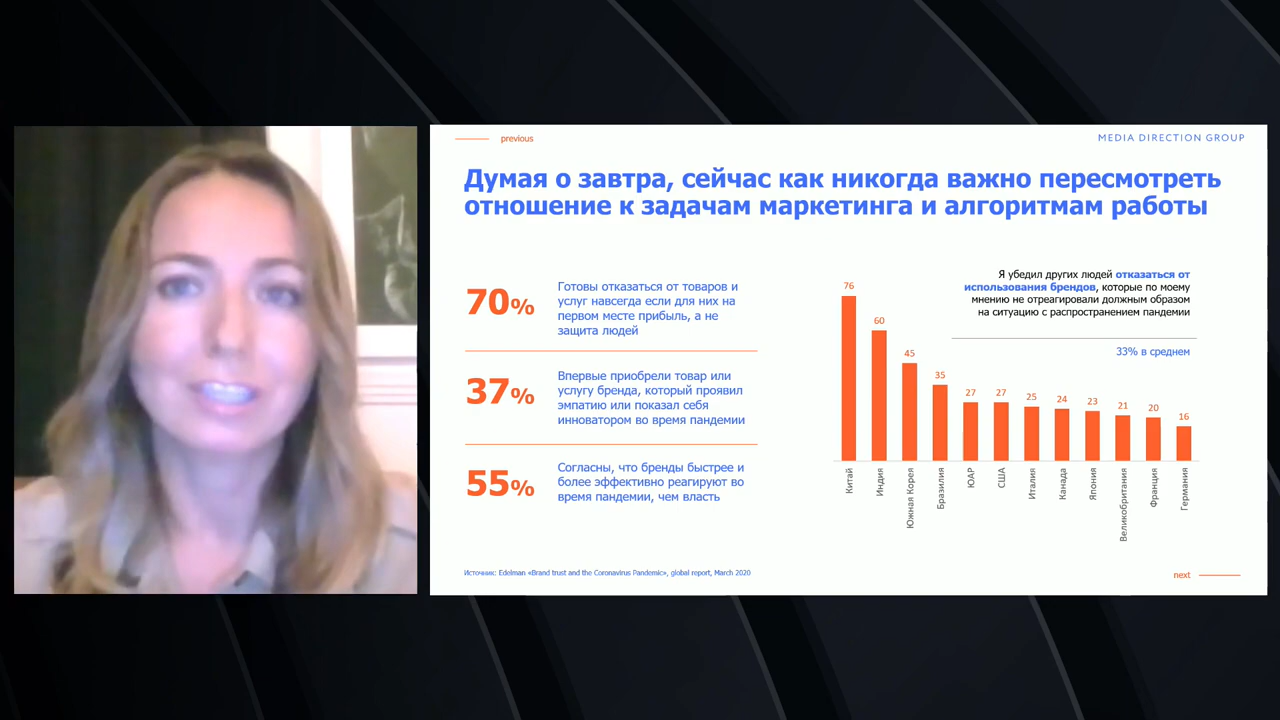 previous
MEDIA DIRECTION GROUP
Думая о завтра, сейчас как никогда важно пересмотреть
отношение к задачам маркетинга и алгоритмам работы
70%
Готовы отказаться от товаров и
услуг навсегда если для них на
первом месте прибыль, а не
защита людей
37%
Впервые приобрели товар или
услугу бренда, который проявил
эмпатию или показал себя
инноватором во время пандемии
55%
Согласны, что бренды быстрее и
более эффективно реагируют во
время пандемии, чем власть
Я убедил других людей отказаться от
использования брендов, которые по моему
мнению не отреагировали должным образом
на ситуацию с распространением пандемии
33% в среднем
76
60
45
35
27
27
25
24
23
21
20
16
Китай
Индия
Южная Корея
Бразилия
ЮАР
США
Италия
Канада
Япония
Великобритания
Франция
Германия
Источник: Edelman «Brand trust and the Coronavirus Pandemic», global report, March 2020
next